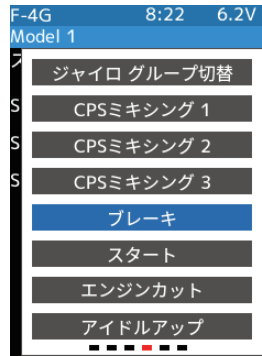 F-4G 8:22 6.2V
Model 1
ジャイロ グループ切替
S CPSミキシング 1
S CPSミキシング 2
S CPSミキシング 3
ブレーキ
スタート
エンジンカット
アイドルアップ